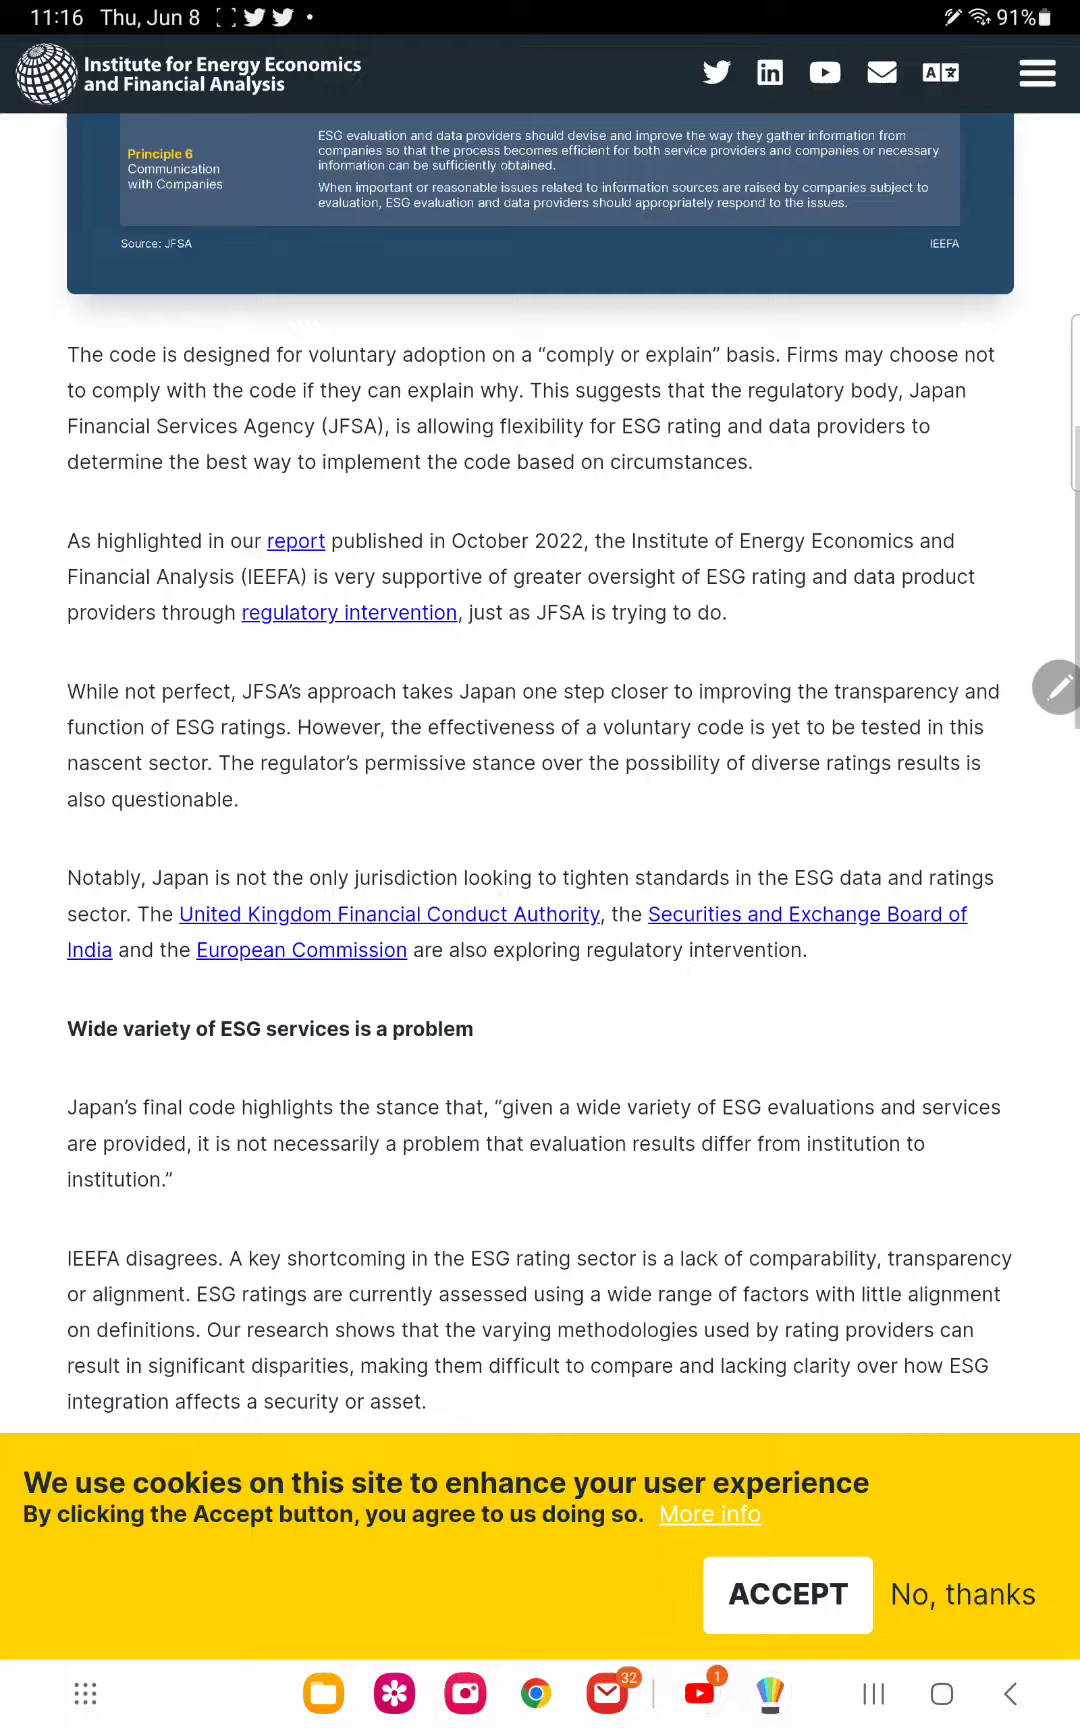 11:16 Thu, Jun 8
91%
Institute for Energy Economics
and Financial Analysis
Principle 6
Communication
with Companies
ESG evaluation and data providers should devise and improve the way they gather information from
companies so that the process becomes efficient for both service providers and companies or necessary
information can be sufficiently obtained.
When important or reasonable issues related to information sources are raised by companies subject to
evaluation, ESG evaluation and data providers should appropriately respond to the issues.
Source: JFSA
IEEFA
The code is designed for voluntary adoption on a “comply or explain” basis. Firms may choose not
to comply with the code if they can explain why. This suggests that the regulatory body, Japan
Financial Services Agency (JFSA), is allowing flexibility for ESG rating and data providers to
determine the best way to implement the code based on circumstances.
As highlighted in our report published in October 2022, the Institute of Energy Economics and
Financial Analysis (IEEFA) is very supportive of greater oversight of ESG rating and data product
providers through regulatory intervention, just as JFSA is trying to do.
While not perfect, JFSA’s approach takes Japan one step closer to improving the transparency and
function of ESG ratings. However, the effectiveness of a voluntary code is yet to be tested in this
nascent sector. The regulator’s permissive stance over the possibility of diverse ratings results is
also questionable.
Notably, Japan is not the only jurisdiction looking to tighten standards in the ESG data and ratings
sector. The United Kingdom Financial Conduct Authority, the Securities and Exchange Board of
India and the European Commission are also exploring regulatory intervention.
Wide variety of ESG services is a problem
Japan’s final code highlights the stance that, “given a wide variety of ESG evaluations and services
are provided, it is not necessarily a problem that evaluation results differ from institution to
institution.”
IEEFA disagrees. A key shortcoming in the ESG rating sector is a lack of comparability, transparency
or alignment. ESG ratings are currently assessed using a wide range of factors with little alignment
on definitions. Our research shows that the varying methodologies used by rating providers can
result in significant disparities, making them difficult to compare and lacking clarity over how ESG
integration affects a security or asset.
We use cookies on this site to enhance your user experience
By clicking the Accept button, you agree to us doing so. More info
ACCEPT No, thanks
32
1